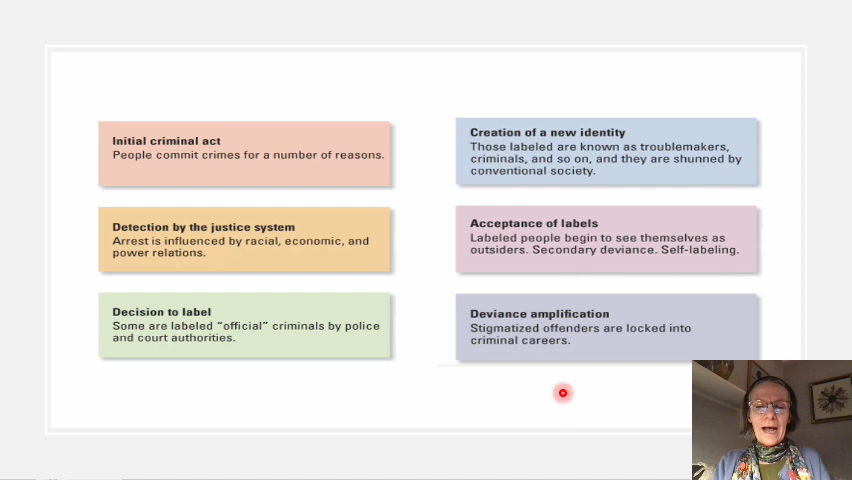 Initial criminal act
People commit crimes for a number of reasons.
Detection by the justice system
Arrest is influenced by racial, economic, and
power relations.
Decision to label
Some are labeled “official” criminals by police
and court authorities.
Creation of a new identity
Those labeled are known as troublemakers,
criminals, and so on, and they are shunned by
conventional society.
Acceptance of labels
Labeled people begin to see themselves as
outsiders. Secondary deviance. Self-labeling.
Deviance amplification
Stigmatized offenders are locked into
criminal careers.